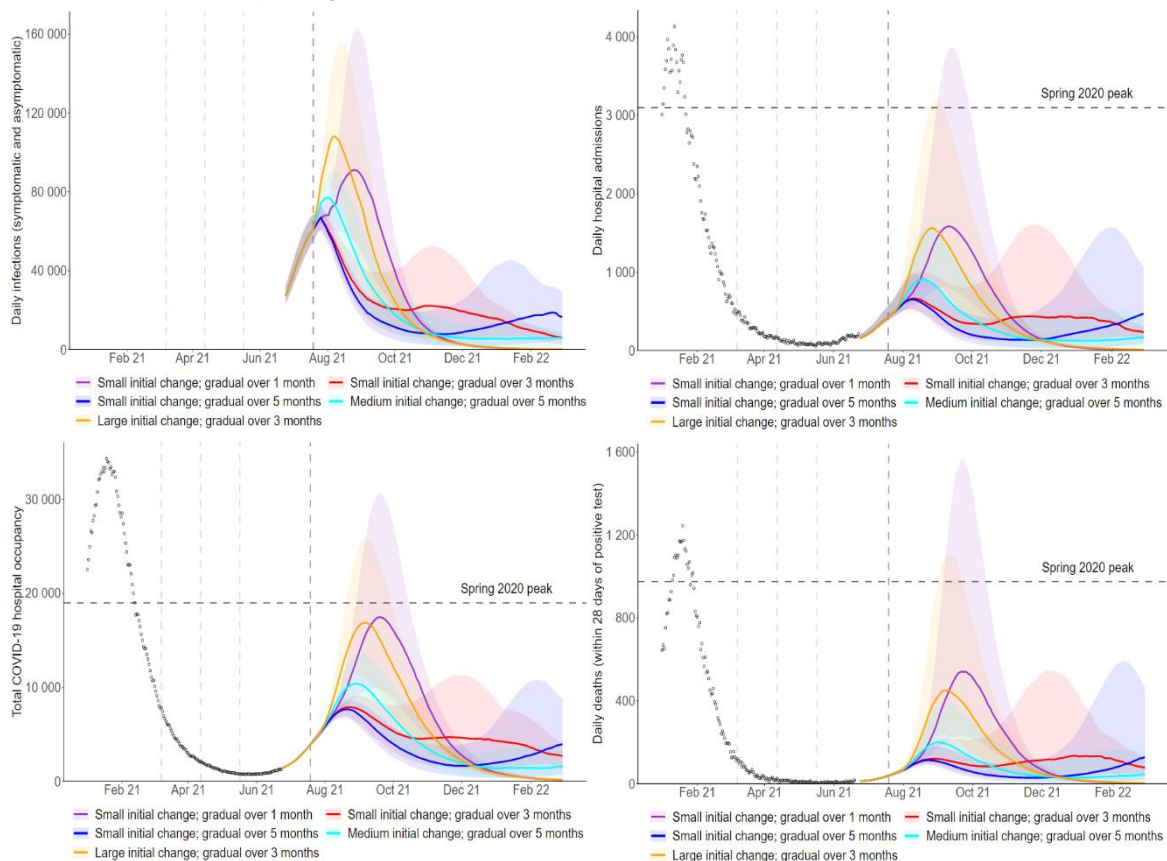 Daily infections (symptomatic and asymptomatic)
160 000
120 000
80 000
40 000
0
Feb 21 Apr 21 Jun 21 Aug 21 Oct 21 Dec 21 Feb 22
Small initial change; gradual over 1 month Small initial change; gradual over 3 months
Small initial change; gradual over 5 months Medium initial change; gradual over 5 months
Large initial change; gradual over 3 months
Daily hospital admissions
4 000
3 000
2 000
1 000
0
Spring 2020 peak
Feb 21 Apr 21 Jun 21 Aug 21 Oct 21 Dec 21 Feb 22
Small initial change; gradual over 1 month Small initial change; gradual over 3 months
Small initial change; gradual over 5 months Medium initial change; gradual over 5 months
Large initial change; gradual over 3 months
Total COVID-19 hospital occupancy
30 000
20 000
10 000
0
Spring 2020 peak
Feb 21 Apr 21 Jun 21 Aug 21 Oct 21 Dec 21 Feb 22
Small initial change; gradual over 1 month Small initial change; gradual over 3 months
Small initial change; gradual over 5 months Medium initial change; gradual over 5 months
Large initial change; gradual over 3 months
Daily deaths (within 28 days of positive test)
1 600
1 200
800
400
0
Spring 2020 peak
Feb 21 Apr 21 Jun 21 Aug 21 Oct 21 Dec 21 Feb 22
Small initial change; gradual over 1 month Small initial change; gradual over 3 months
Small initial change; gradual over 5 months Medium initial change; gradual over 5 months
Large initial change; gradual over 3 months